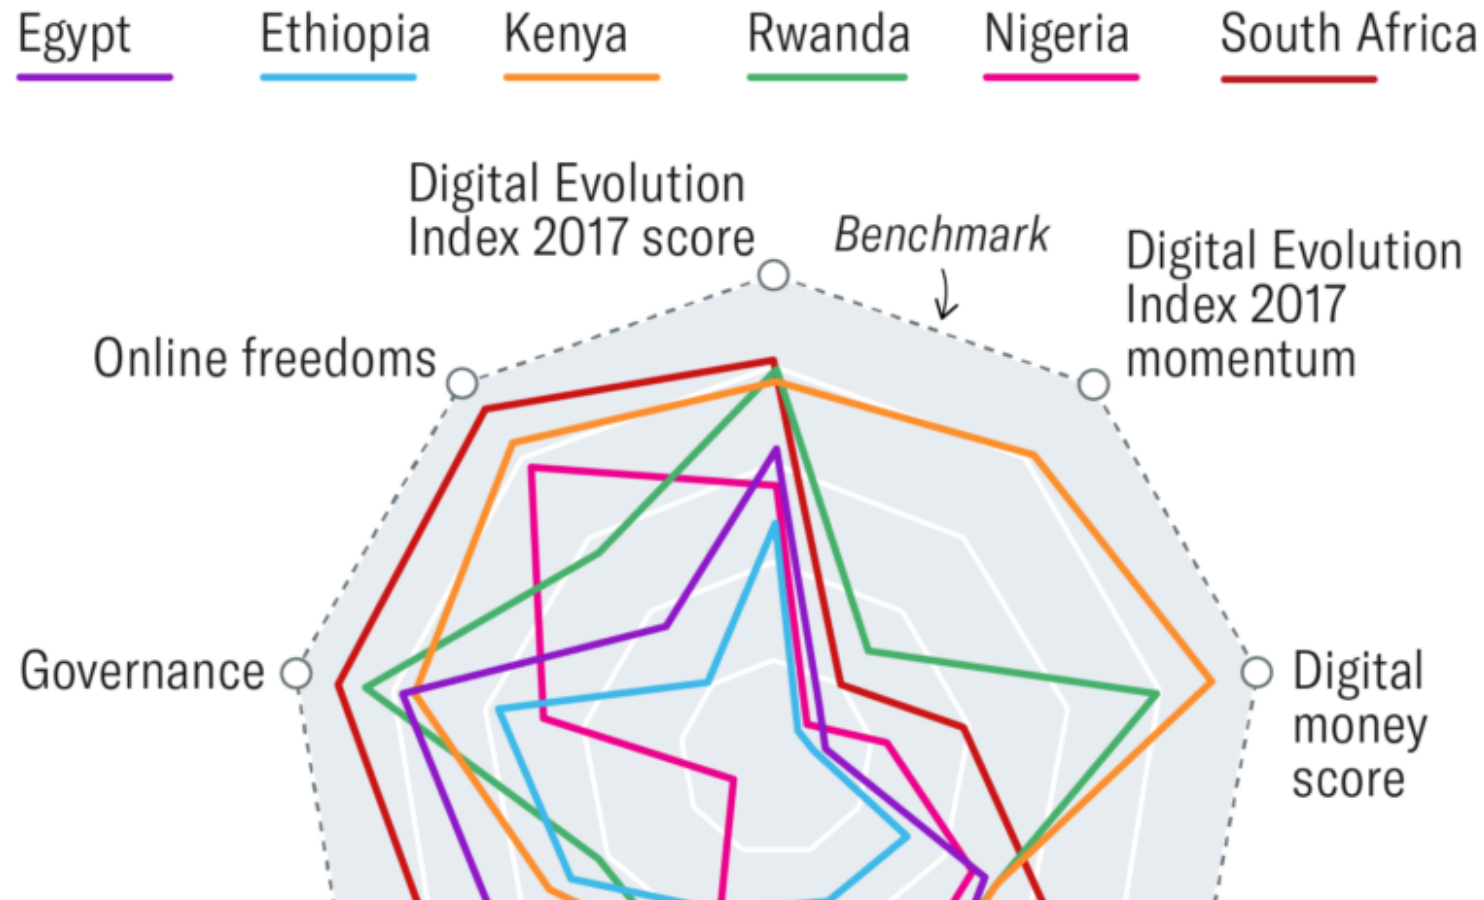 Egypt
Ethiopia
Kenya
Rwanda
Nigeria
South Africa
Digital Evolution
Index 2017 score
Benchmark
Digital Evolution
Index 2017
momentum
Online freedoms
Governance
Digital
money
score